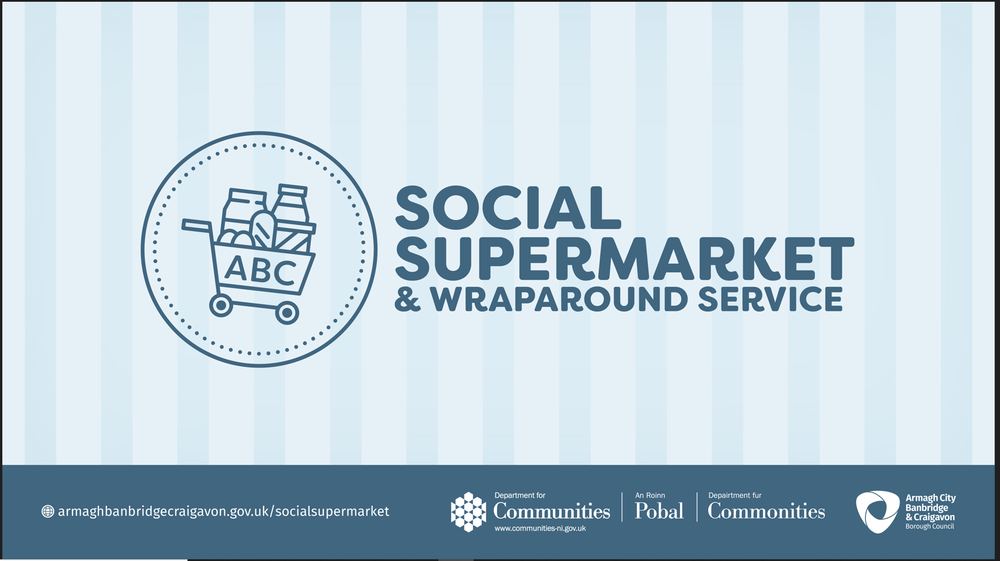 ABC
SOCIAL
SUPERMARKET
& WRAPAROUND SERVICE
armaghbanbridgecraigavon.gov.uk/socialsupermarket
Department for
Communities
www.communities-ni.gov.uk
An Roinn
Pobal
Depairtment fur
Commonities
Armagh City
Banbridge
& Craigavon
Borough Council